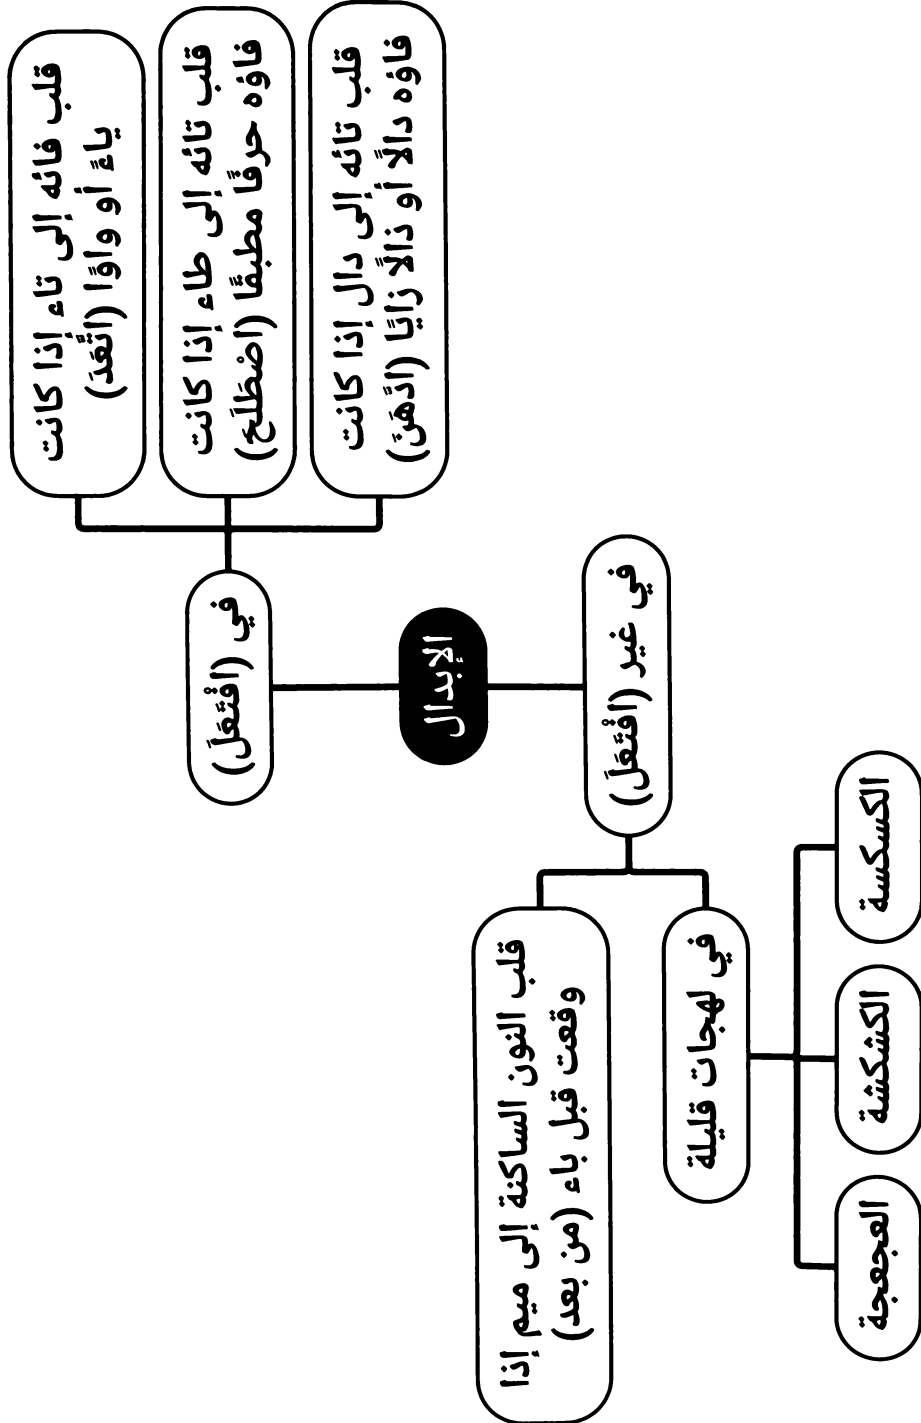 الإبدال
في (افْتَعَلَ)
قلب فائه إلى تاء إذا كانت
ياءً أو واوًا (اتَّعَدَ)
قلب تائه إلى طاء إذا كانت
فاؤه حرفًا مطبقًا (اصْطَلَحَ)
قلب تائه إلى دال إذا كانت
فاؤه دالًا أو ذالًا زايًا (ادَّهَنَ)
في غير (افْتَعَلَ)
قلب النون الساكنة إلى ميم إذا
وقعت قبل باء (من بعد)
في لهجات قليلة
الكسكسة
الكشكشة
العجعجة